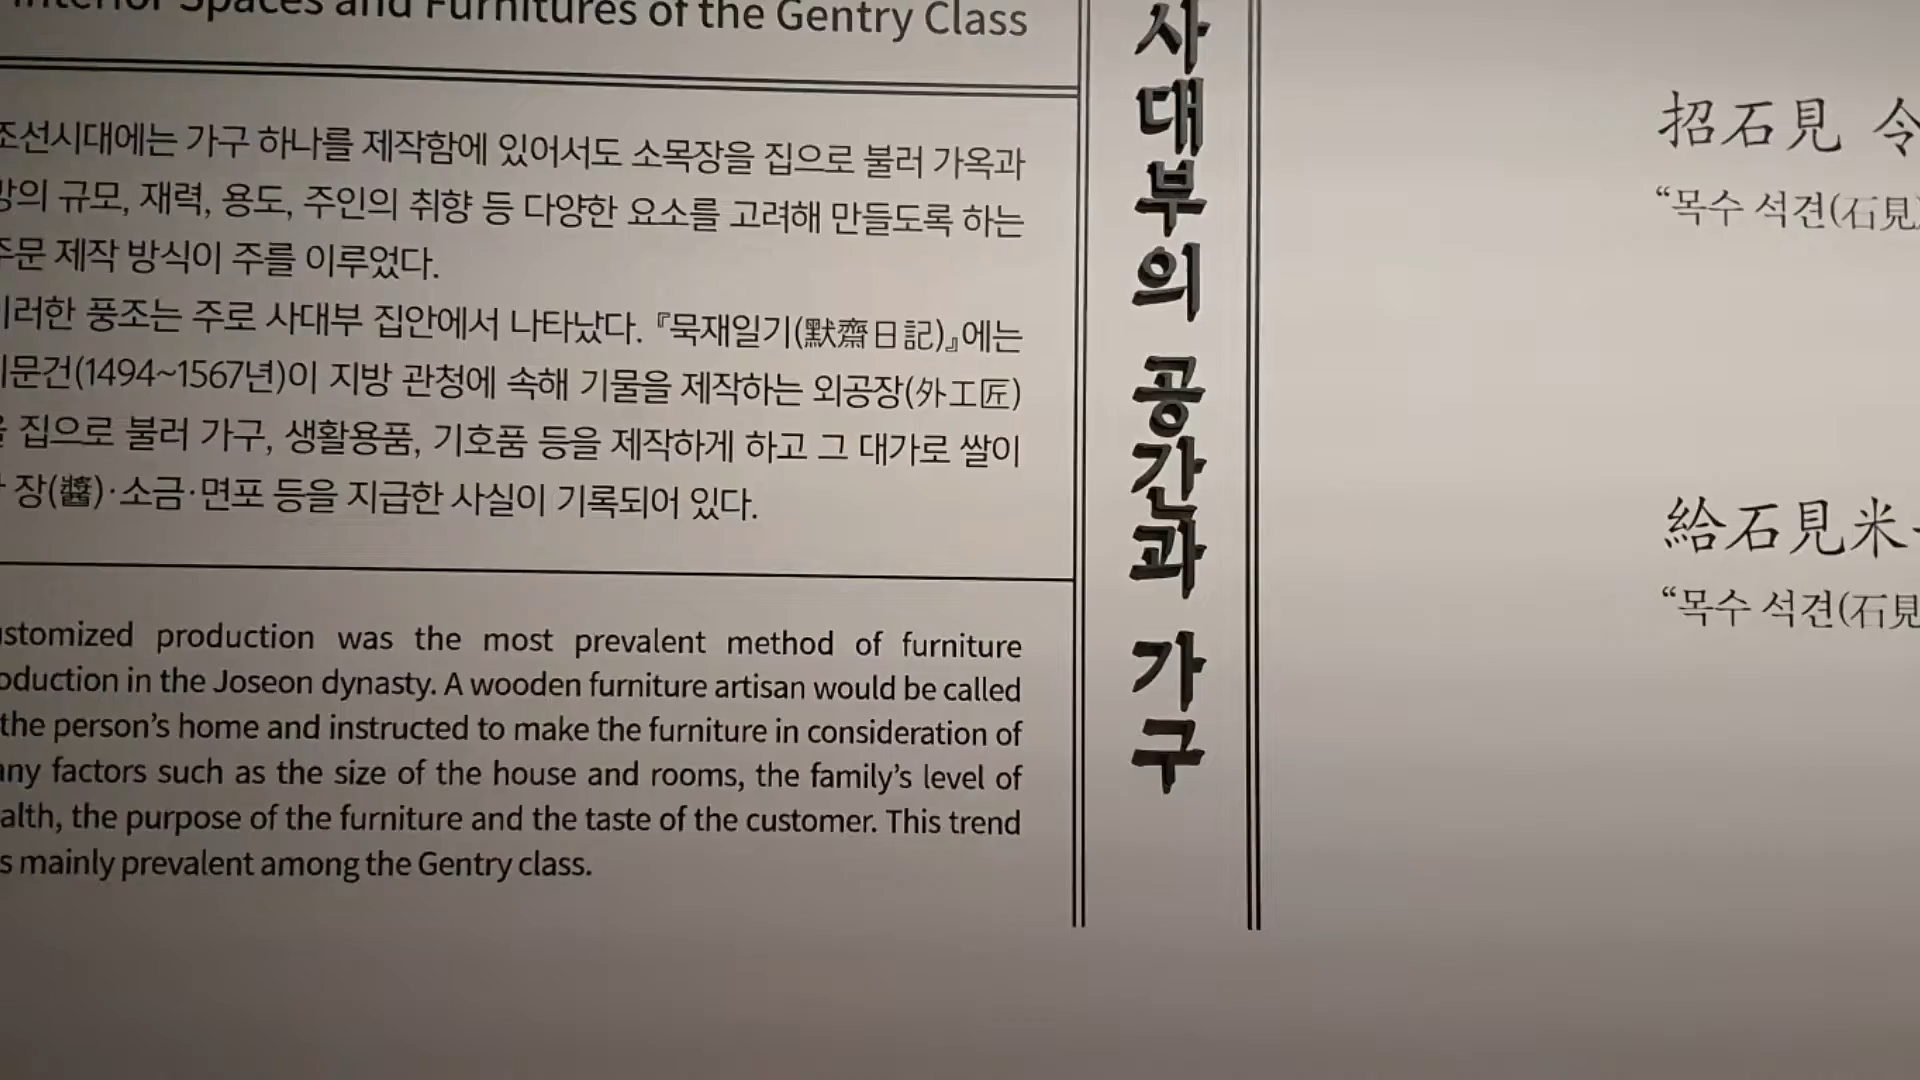 Interior Spaces and Furnitures of the Gentry Class
조선시대에는 가구 하나를 제작함에 있어서도 소목장을 집으로 불러 가옥과
방의 규모, 재력, 용도, 주인의 취향 등 다양한 요소를 고려해 만들도록 하는
주문 제작 방식이 주를 이루었다.
이러한 풍조는 주로 사대부 집안에서 나타났다. 『묵재일기(默齋日記)』에는
이문건(1494~1567년)이 지방 관청에 속해 기물을 제작하는 외공장(外工匠)
을 집으로 불러 가구, 생활용품, 기호품 등을 제작하게 하고 그 대가로 쌀이
장(醬)·소금·면포 등을 지급한 사실이 기록되어 있다.
ustomized production was the most prevalent method of furniture
oduction in the Joseon dynasty. A wooden furniture artisan would be called
the person's home and instructed to make the furniture in consideration of
any factors such as the size of the house and rooms, the family's level of
alth, the purpose of the furniture and the taste of the customer. This trend
s mainly prevalent among the Gentry class.
사대부의 공간과 가구
招石見 令
“목수 석견(石見)
給石見米
“목수 석견(石見